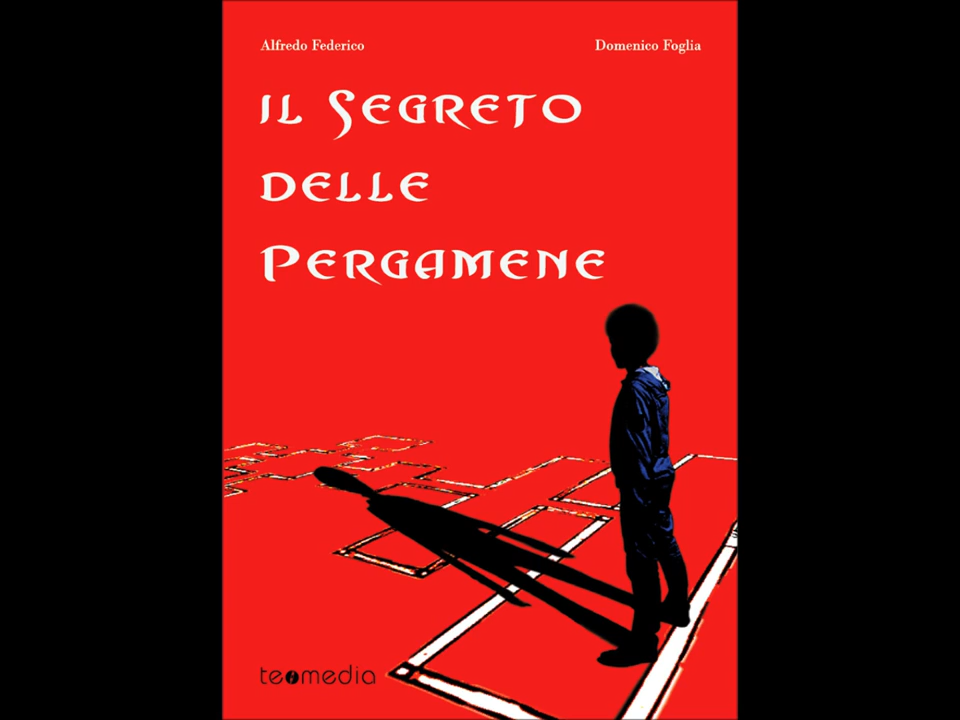 Alfredo Federico
Domenico Foglia
il Segreto
delle
Pergamene
teomedia